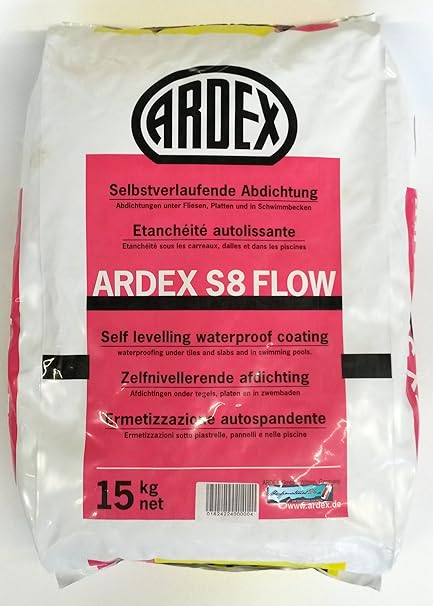 ARDEX
Selbstverlaufende Abdichtung
Abdichtungen unter Fliesen, Platten und in Schwimmbecken
Etanchéité autolissante
Etanchéité sous les carreaux, dalles et dans les piscines
ARDEX S8 FLOW
Self levelling waterproof coating
waterproofing under tiles and slabs and in swimming pools.
Zelfnivellerende afdichting
Afdichtingen onder tegels, platen en in zwembaden
Ermetizzazione autospandente
Ermetizzazioni sotto piastrelle, pannelli e nelle piscine
15 kg
net
www.ardex.de